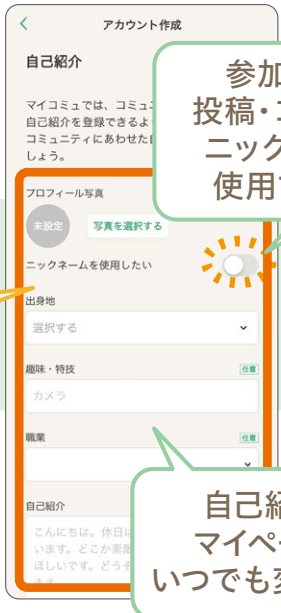 アカウント作成
自己紹介
マイコミュでは、コミュ
自己紹介を登録できるよ
コミュニティにあわせた
しょう。
プロフィール写真
未設定
写真を選択する
ニックネームを使用したい
出身地
選択する
趣味・特技
任意
カメラ
職業
任意
自己紹介
こんにちは。休日は
います。どこか素敵
ほしいです。どうぞ
ます
参加
投稿・コ
ニック
使用
自己紹
マイペー
いつでも変